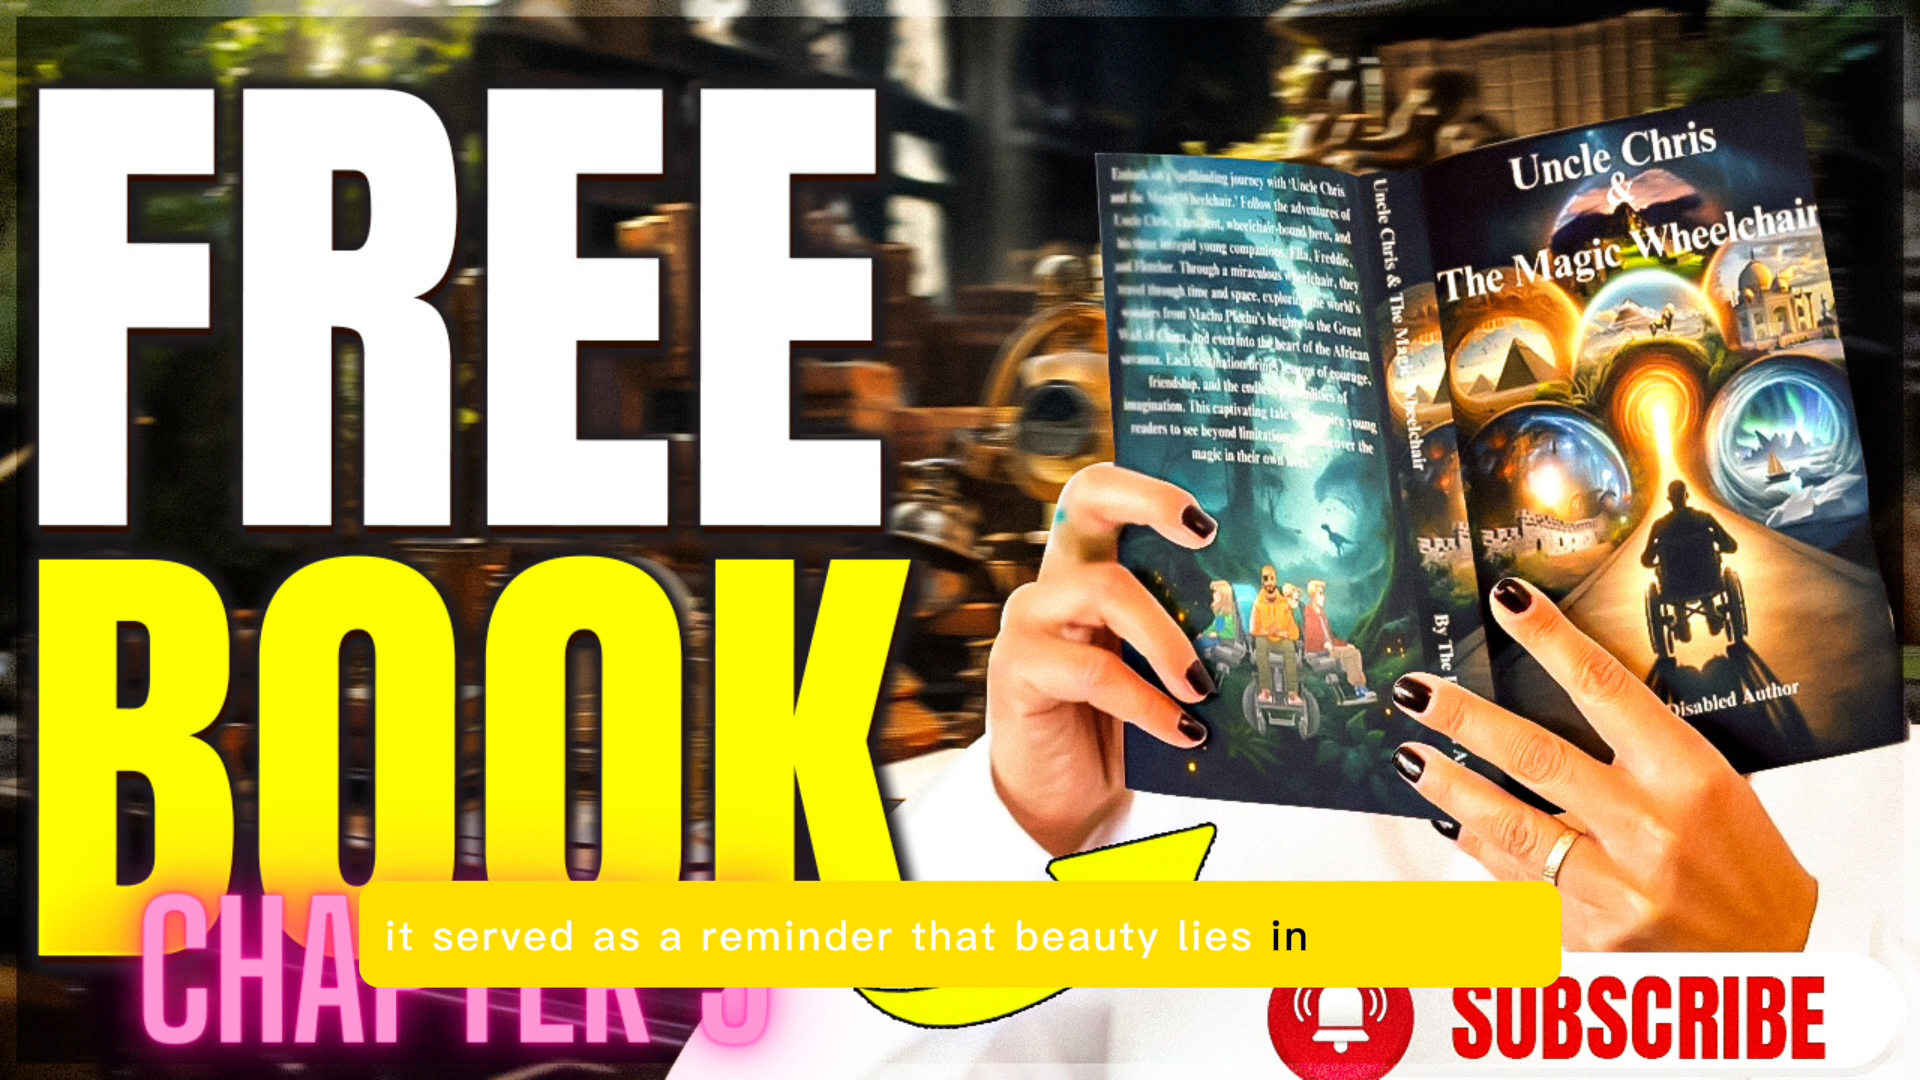 FREE
BOOK
it served as a reminder that beauty lies in
SUBSCRIBE
Uncle Chris
&
The Magic Wheelchair
Disabled Author
Uncle Chris & The Magic Wheelchair
By The
spellbinding journey with 'Uncle Chris
and the Magic Wheelchair.' Follow the adventures of
Uncle Chris, a resilient, wheelchair-bound hero, and
his three intrepid young companions, Ella, Freddie,
and Fletcher. Through a miraculous wheelchair, they
travel through time and space, exploring the world's
wonders from Machu Picchu's heights to the Great
Wall of China, and even into the heart of the African
savanna. Each destination brings lessons of courage,
friendship, and the endless possibilities of
imagination. This captivating tale will inspire young
readers to see beyond limitations
the
magic in their own lives.